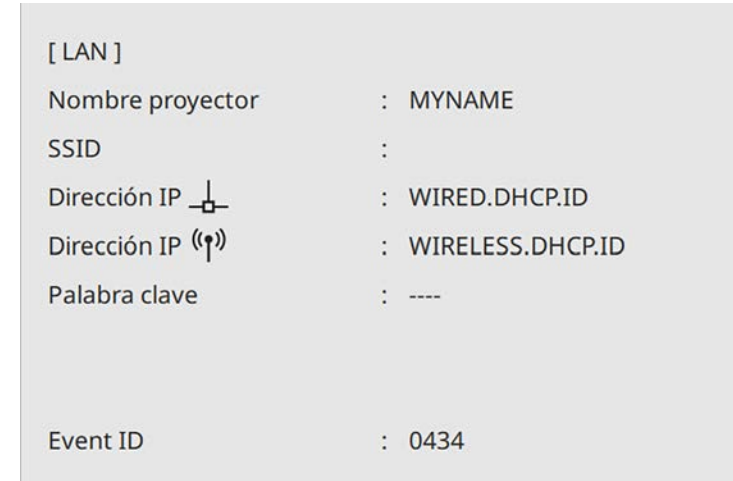 [ LAN ]
Nombre proyector : MYNAME
SSID :
Dirección IP : WIRED.DHCP.ID
Dirección IP : WIRELESS.DHCP.ID
Palabra clave : ----
Event ID : 0434